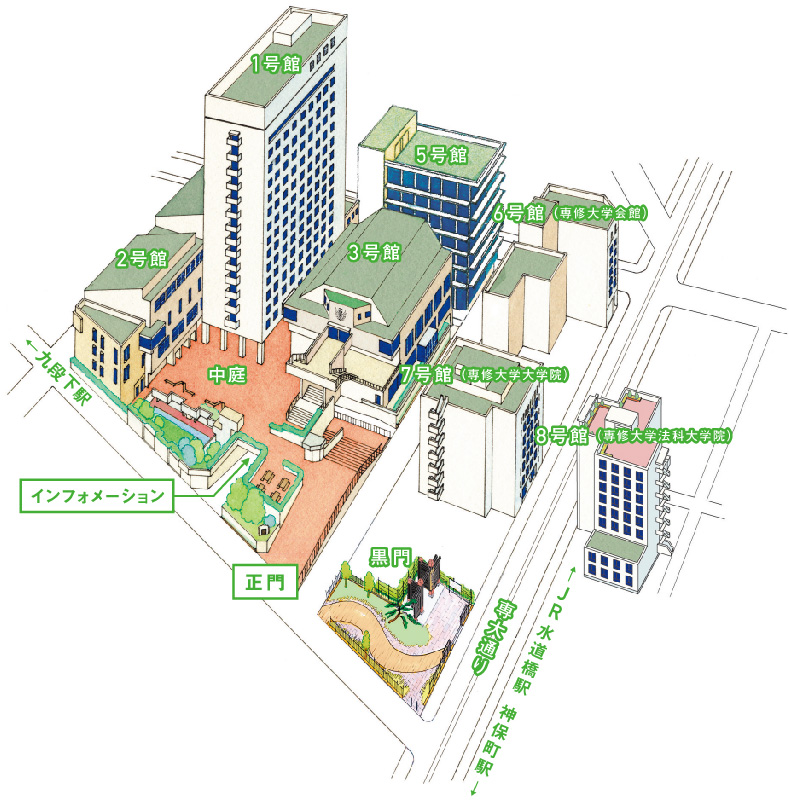 1号館
5号館
6号館(専修大学会館)
2号館
3号館
←九段下駅
中庭
7号館(専修大学大学院)
8号館(専修大学法科大学院)
インフォメーション
正門
黒門
専大通り
←JR水道橋駅 神保町駅→